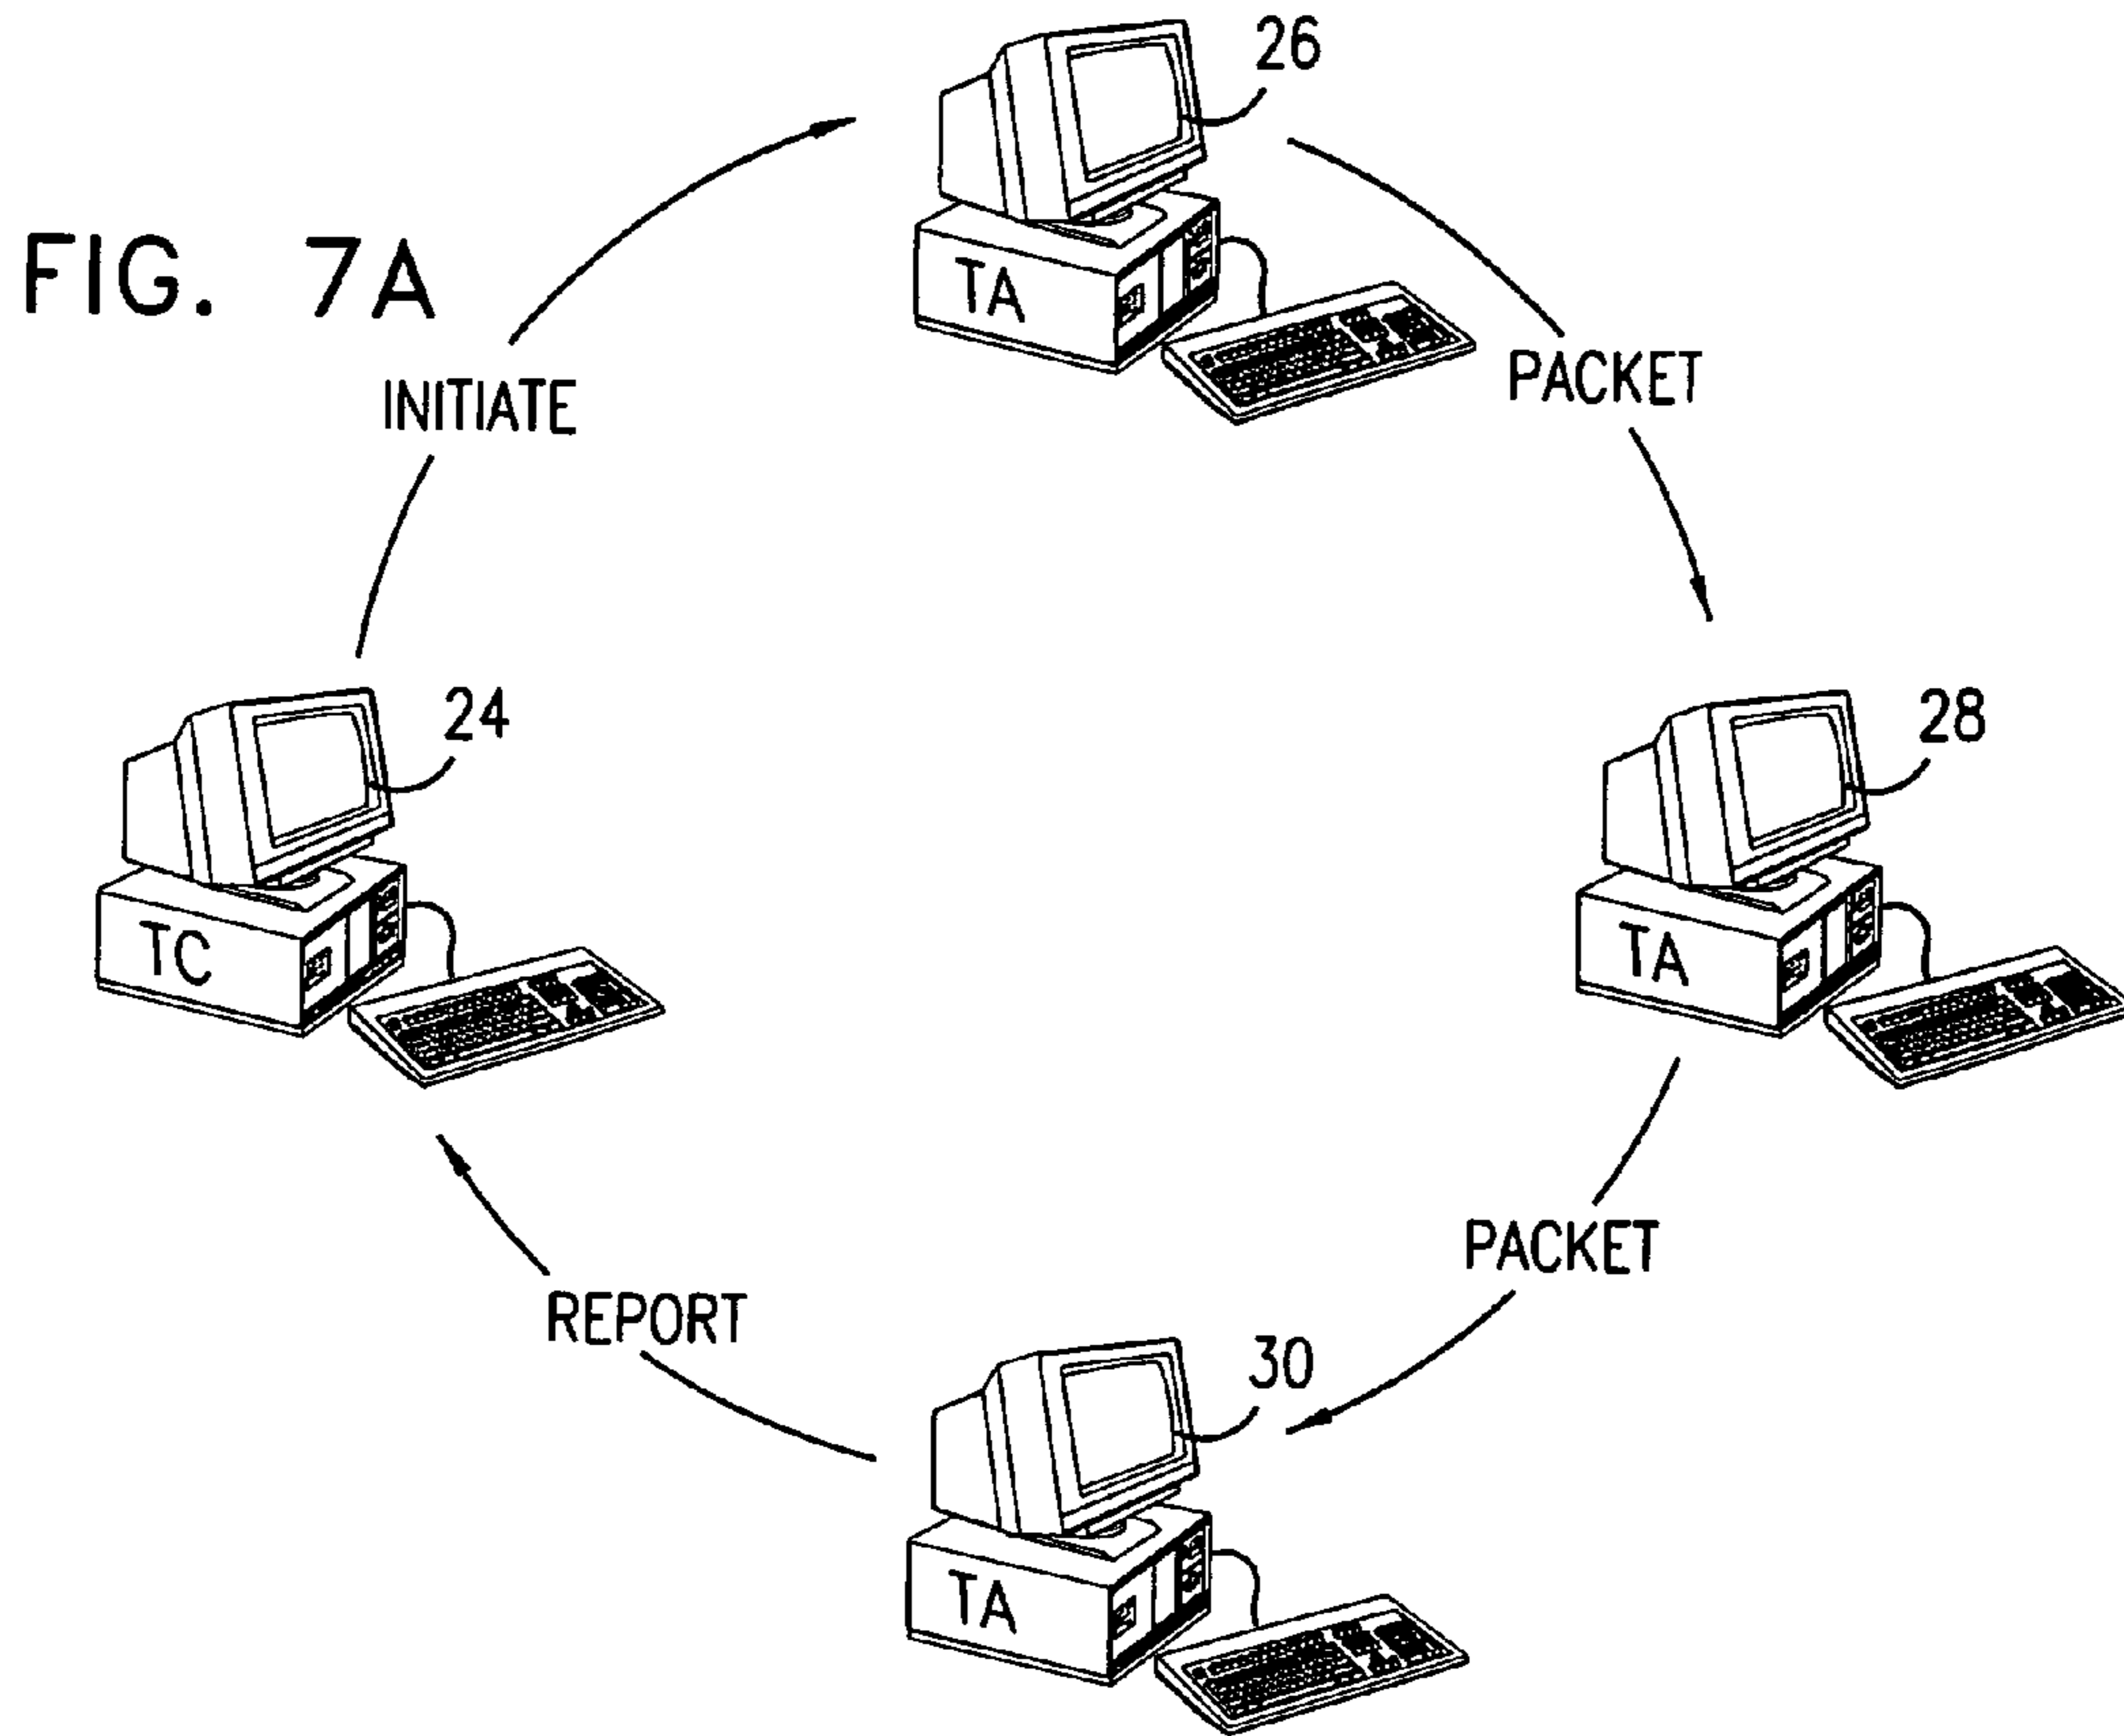 26
FIG. 7A
TA
INITIATE
PACKET
24
28
TC
TA
PACKET
REPORT
30
TA